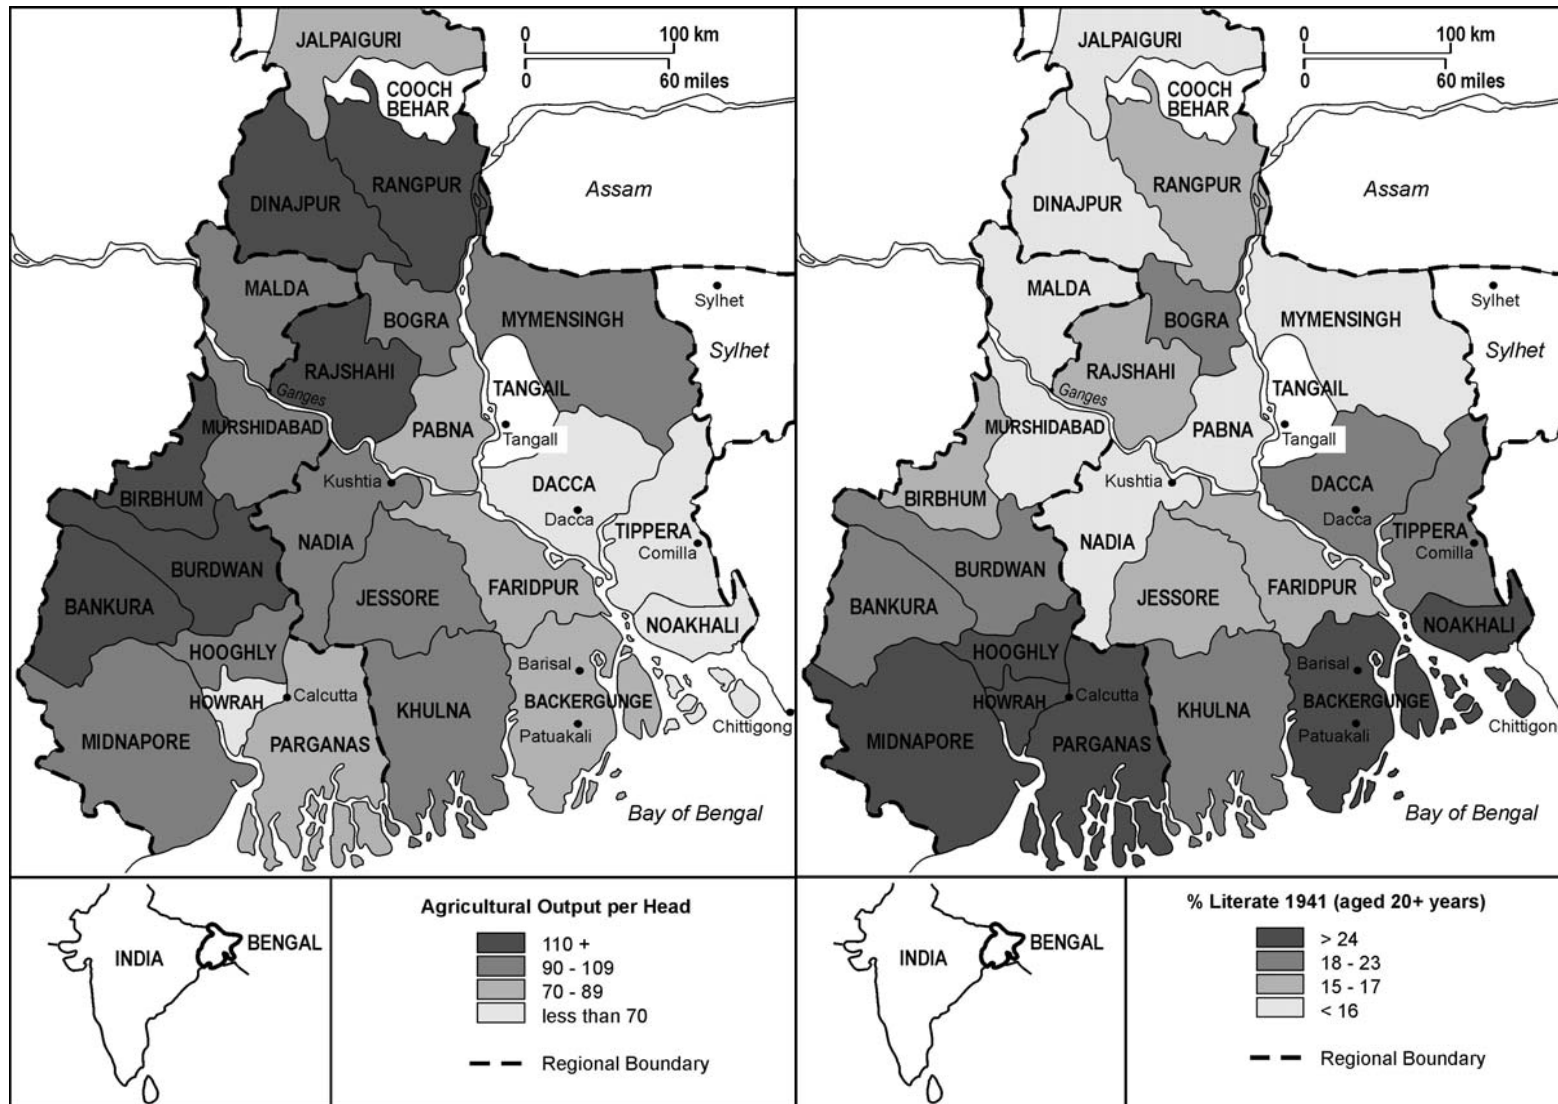 JALPAIGURI
0 100 km
0 60 miles
COOCH
BEHAR
RANGPUR
DINAJPUR
Assam
MALDA
BOGRA
MYMENSINGH
Sylhet
Sylhet
RAJSHAHI
TANGAIL
Ganges
MURSHIDABAD
PABNA
Tangall
Kushtia
DACCA
BIRBHUM
Dacca
TIPPERA
NADIA
Comilla
BURDWAN
FARIDPUR
BANKURA
JESSORE
NOAKHALI
HOOGHLY
Barisal
HOWRAH
Calcutta
BACKERGUNGE
KHULNA
Chittigong
Patuakali
MIDNAPORE
PARGANAS
Bay of Bengal
INDIA
BENGAL
Agricultural Output per Head
110 +
90 - 109
70 - 89
less than 70
Regional Boundary
JALPAIGURI
0 100 km
0 60 miles
COOCH
BEHAR
RANGPUR
DINAJPUR
Assam
MALDA
BOGRA
MYMENSINGH
Sylhet
Sylhet
RAJSHAHI
TANGAIL
Ganges
MURSHIDABAD
PABNA
Tangall
Kushtia
DACCA
BIRBHUM
Dacca
TIPPERA
NADIA
Comilla
BURDWAN
FARIDPUR
BANKURA
JESSORE
NOAKHALI
HOOGHLY
Barisal
HOWRAH
Calcutta
BACKERGUNGE
KHULNA
Chittigon
Patuakali
MIDNAPORE
PARGANAS
Bay of Bengal
INDIA
BENGAL
% Literate 1941 (aged 20+ years)
> 24
18 - 23
15 - 17
< 16
Regional Boundary